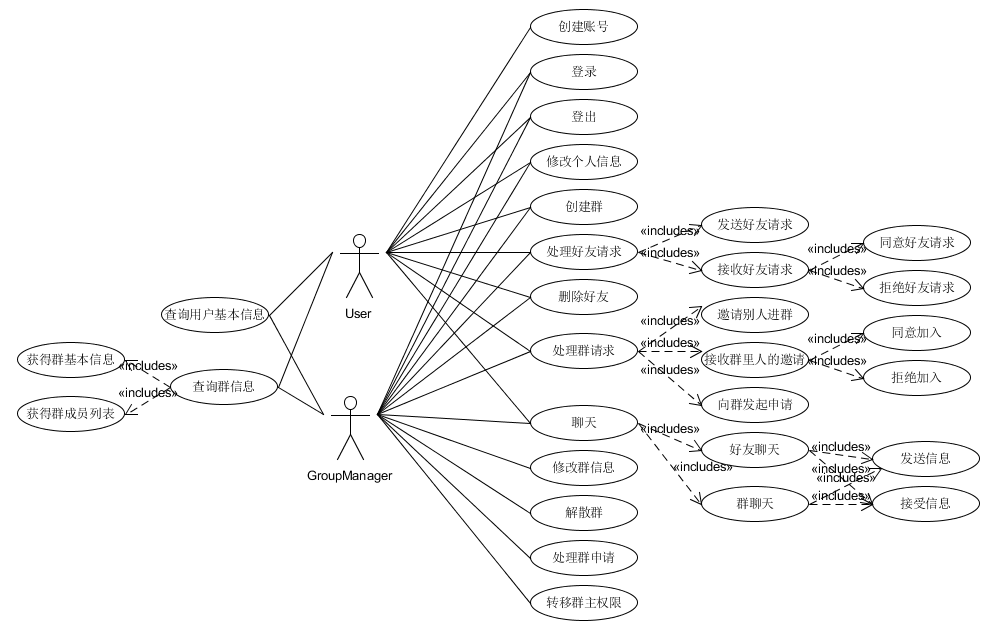 创建账号
登录
登出
修改个人信息
创建群
发送好友请求
«includes»
处理好友请求
«includes»
同意好友请求
«includes»
接收好友请求
«includes»
拒绝好友请求
删除好友
User
查询用户基本信息
邀请别人进群
«includes»
同意加入
«includes»
处理群请求
«includes»
接收群里人的邀请
«includes»
拒绝加入
«includes»
获得群基本信息
«includes»
查询群信息
«includes»
获得群成员列表
向群发起申请
聊天
«includes»
好友聊天
«includes»
发送信息
«includes»
«includes»
«includes»
GroupManager
修改群信息
群聊天
«includes»
接受信息
解散群
处理群申请
转移群主权限